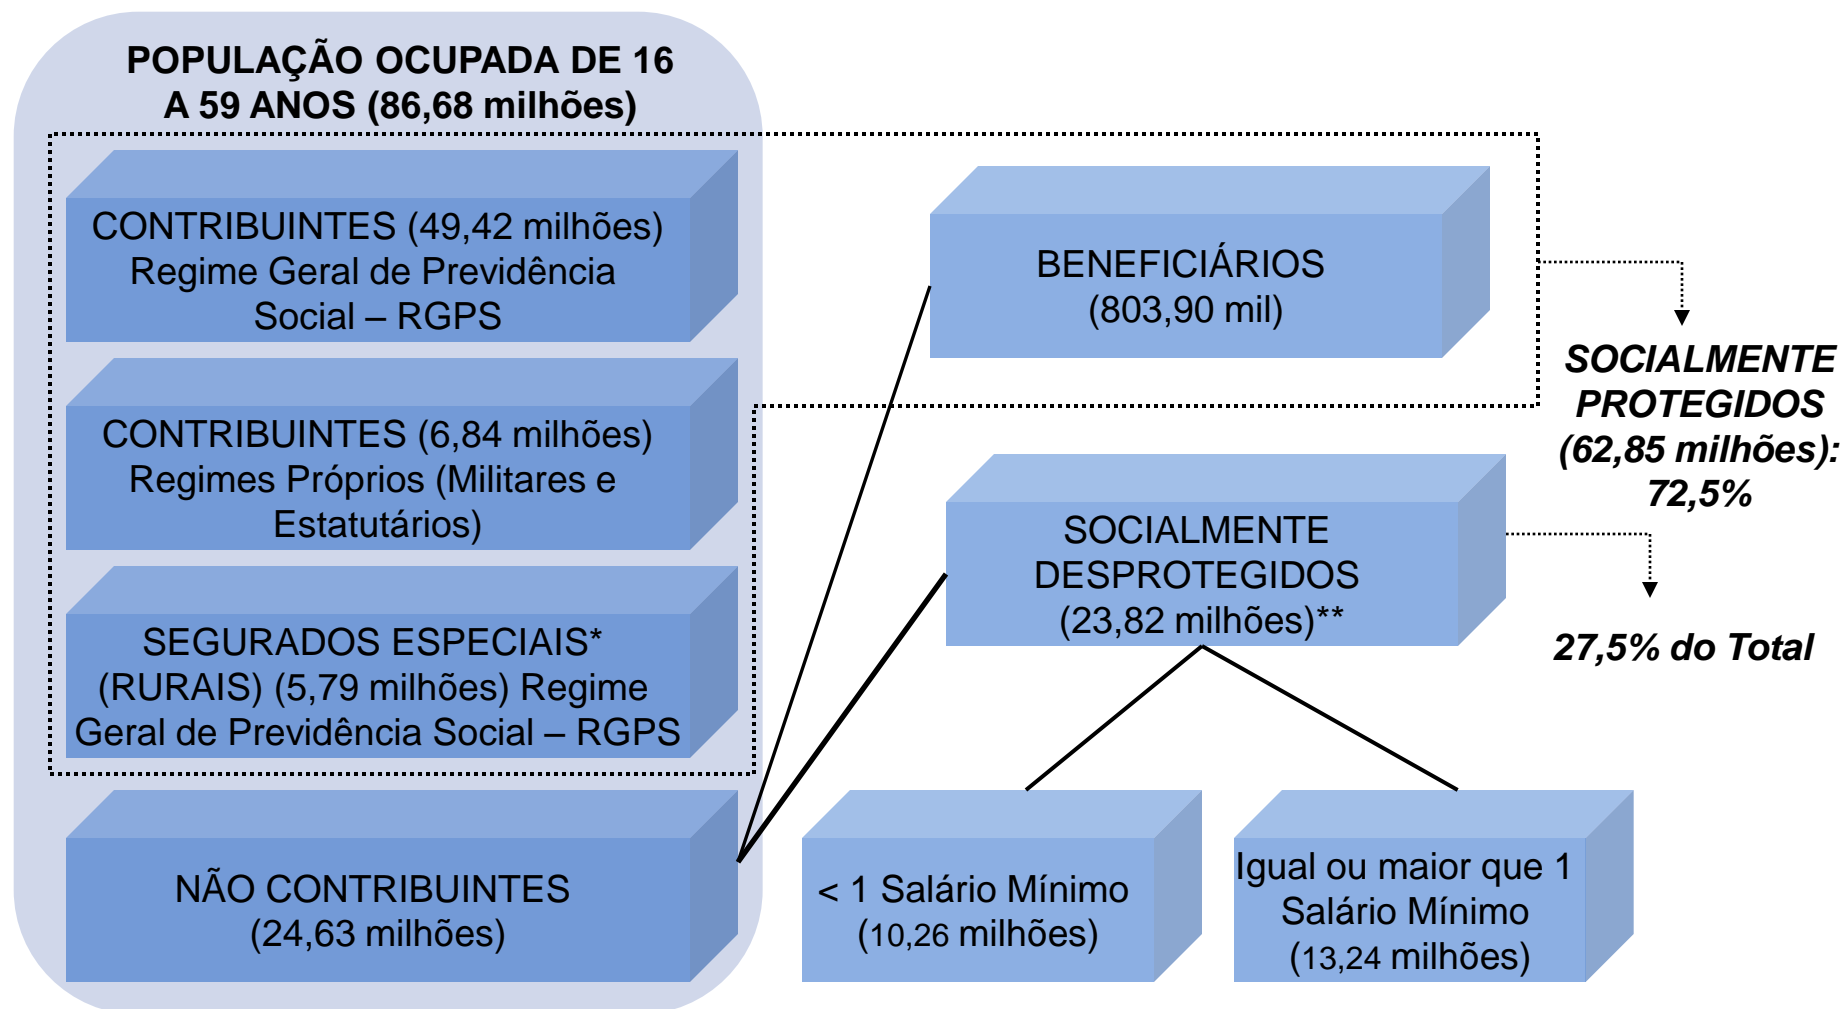 POPULAÇÃO OCUPADA DE 16
A 59 ANOS (86,68 milhões)
CONTRIBUINTES (49,42 milhões)
Regime Geral de Previdência
Social – RGPS
CONTRIBUINTES (6,84 milhões)
Regimes Próprios (Militares e
Estatutários)
SEGURADOS ESPECIAIS*
(RURAIS) (5,79 milhões) Regime
Geral de Previdência Social – RGPS
NÃO CONTRIBUINTES
(24,63 milhões)
BENEFICIÁRIOS
(803,90 mil)
SOCIALMENTE
DESPROTEGIDOS
(23,82 milhões)**
< 1 Salário Mínimo
(10,26 milhões)
Igual ou maior que 1
Salário Mínimo
(13,24 milhões)
SOCIALMENTE
PROTEGIDOS
(62,85 milhões):
72,5%
27,5% do Total